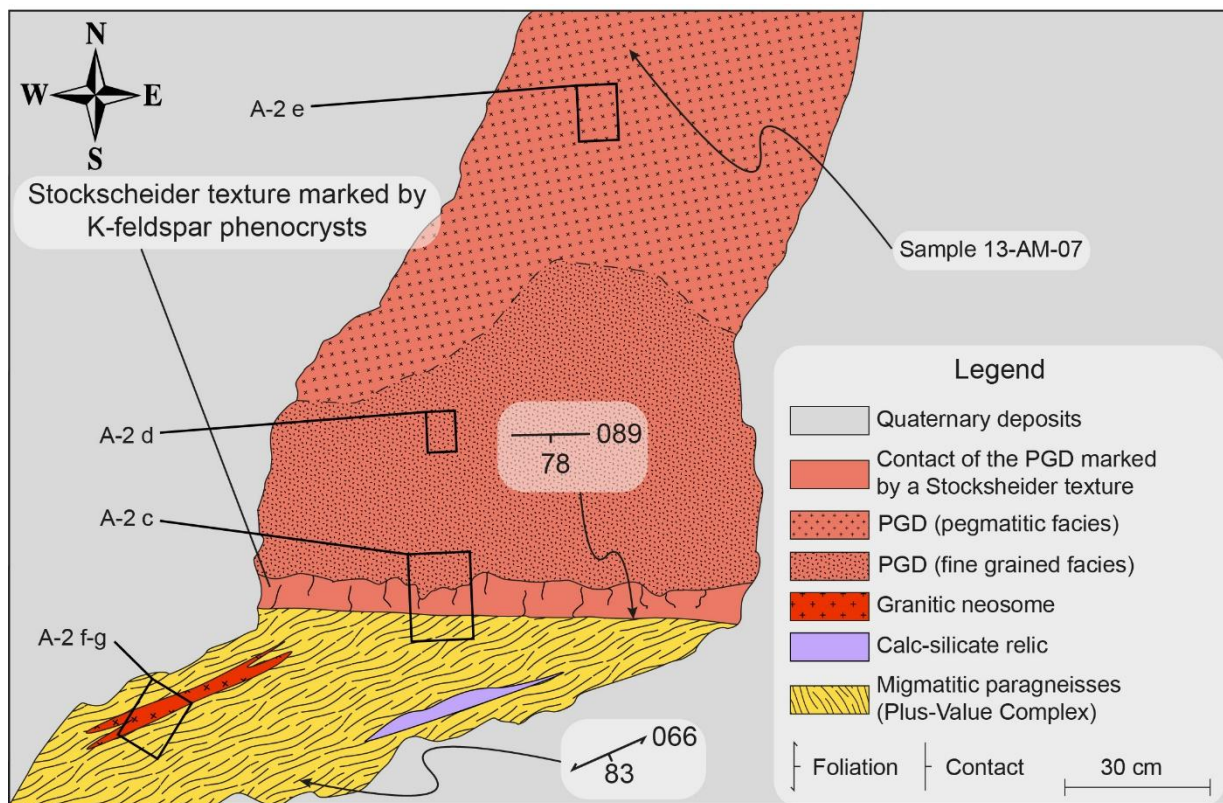 N
W E
S
A-2 e
Stockscheider texture marked by
K-feldspar phenocrysts
Sample 13-AM-07
A-2 d
089
78
A-2 c
A-2 f-g
066
83
Legend
Quaternary deposits
Contact of the PGD marked
by a Stocksheider texture
PGD (pegmatitic facies)
PGD (fine grained facies)
Granitic neosome
Calc-silicate relic
Migmatitic paragneisses
(Plus-Value Complex)
Foliation Contact 30 cm